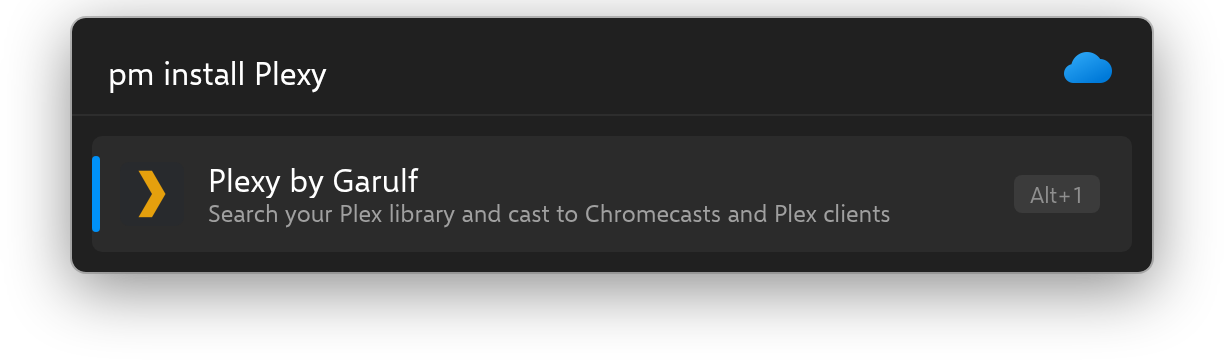 pm install Plexy
Plexy by Garulf
Search your Plex library and cast to Chromecasts and Plex clients
Alt+1